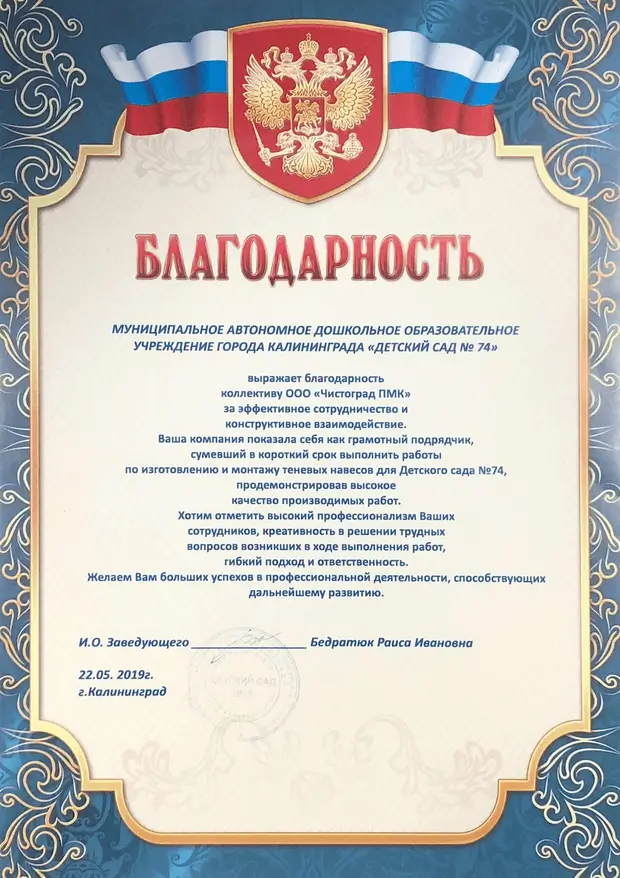 БЛАГОДАРНОСТЬ
МУНИЦИПАЛЬНОЕ АВТОНОМНОЕ ДОШКОЛЬНОЕ ОБРАЗОВАТЕЛЬНОЕ
УЧРЕЖДЕНИЕ ГОРОДА КАЛИНИНГРАДА «ДЕТСКИЙ САД № 74»
выражает благодарность
коллективу ООО «Чистоград ПМК»
за эффективное сотрудничество и
конструктивное взаимодействие.
Ваша компания показала себя как грамотный подрядчик,
сумевший в короткий срок выполнить работы
по изготовлению и монтажу теневых навесов для Детского сада №74,
продемонстрировав высокое
качество производимых работ.
Хотим отметить высокий профессионализм Ваших
сотрудников, креативность в решении трудных
вопросов возникших в ходе выполнения работ,
гибкий подход и ответственность.
Желаем Вам больших успехов в профессиональной деятельности, способствующих
дальнейшему развитию.
И.О. Заведующего __________________ Бедратюк Раиса Ивановна
22.05. 2019г.
г.Калининград
ДЕТСКИЙ САД